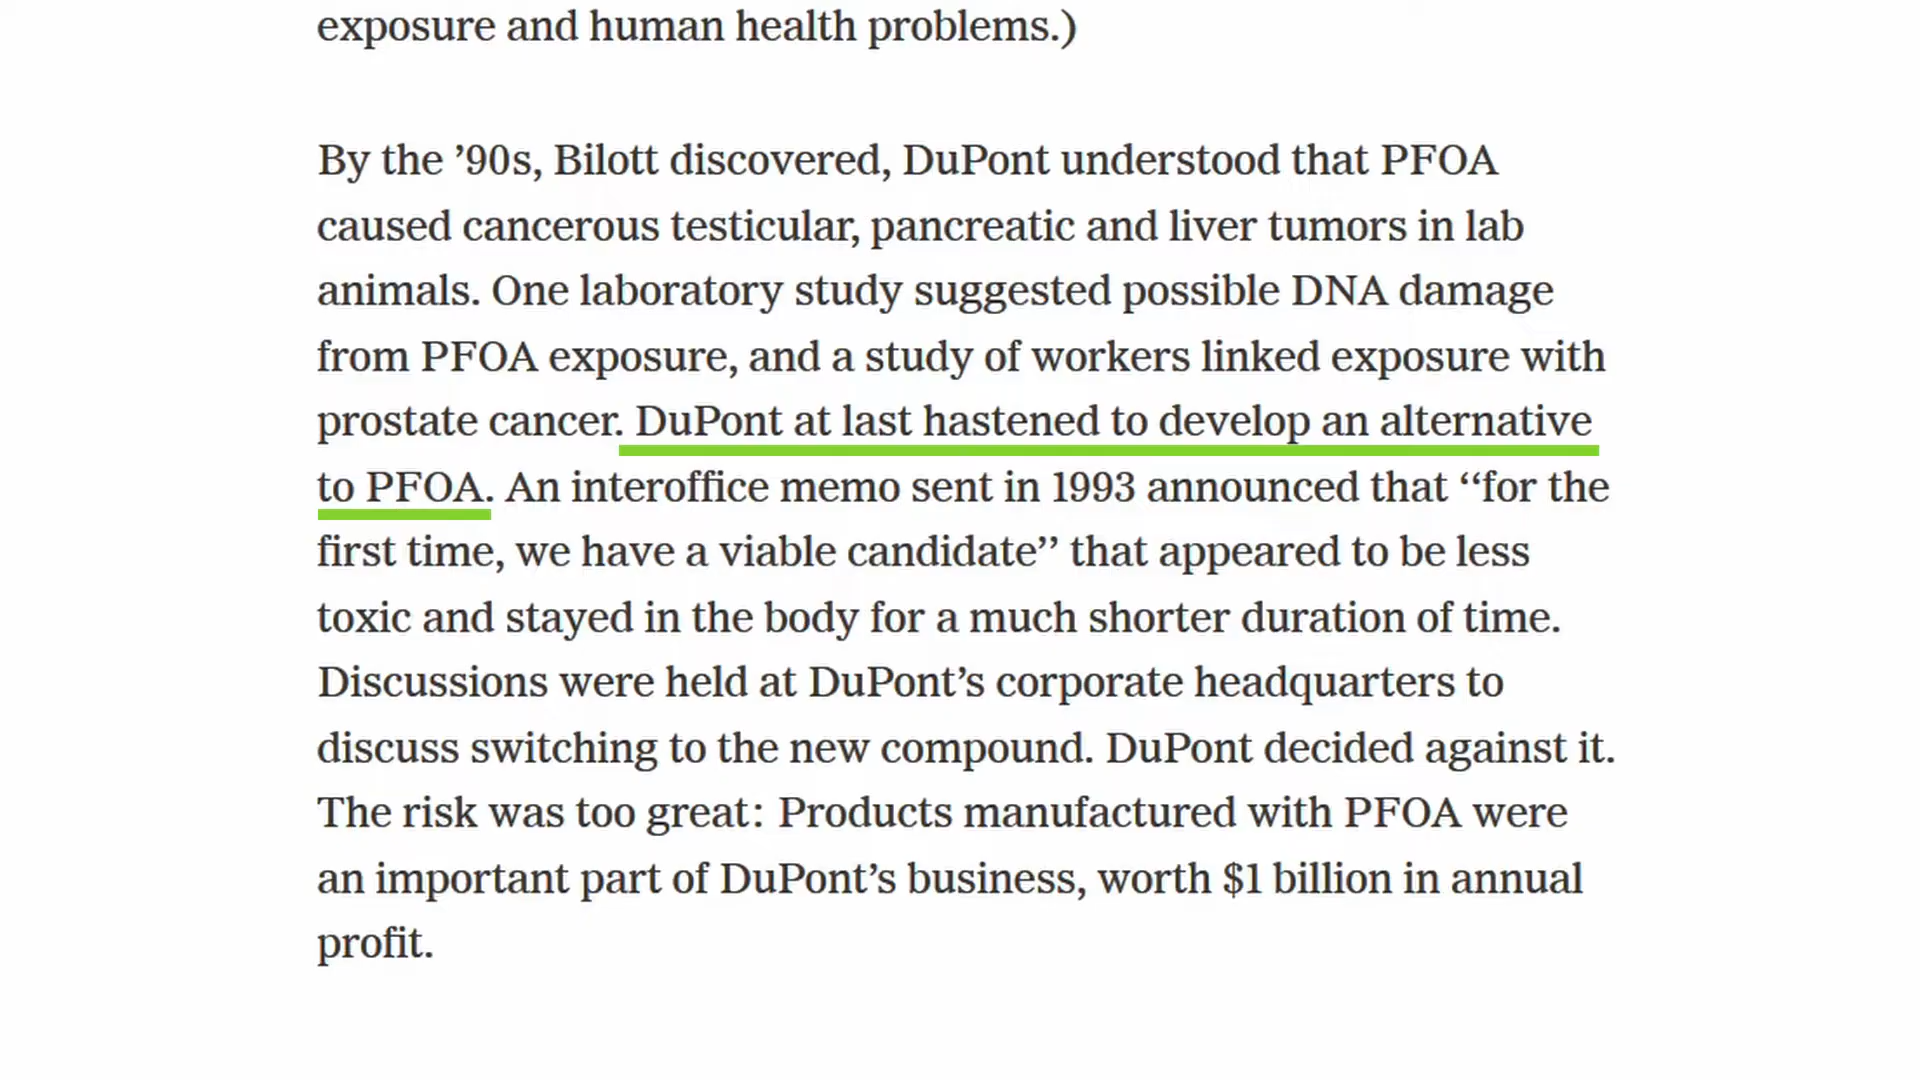 exposure and human health problems.)
By the ’90s, Bilott discovered, DuPont understood that PFOA
caused cancerous testicular, pancreatic and liver tumors in lab
animals. One laboratory study suggested possible DNA damage
from PFOA exposure, and a study of workers linked exposure with
prostate cancer. DuPont at last hastened to develop an alternative
to PFOA. An interoffice memo sent in 1993 announced that ‘‘for the
first time, we have a viable candidate’’ that appeared to be less
toxic and stayed in the body for a much shorter duration of time.
Discussions were held at DuPont’s corporate headquarters to
discuss switching to the new compound. DuPont decided against it.
The risk was too great: Products manufactured with PFOA were
an important part of DuPont’s business, worth $1 billion in annual
profit.